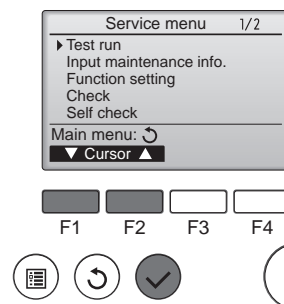 Service menu 1/2
Test run
Input maintenance info.
Function setting
Check
Self check
Main menu:
▼ Cursor ▲
F1 F2 F3 F4